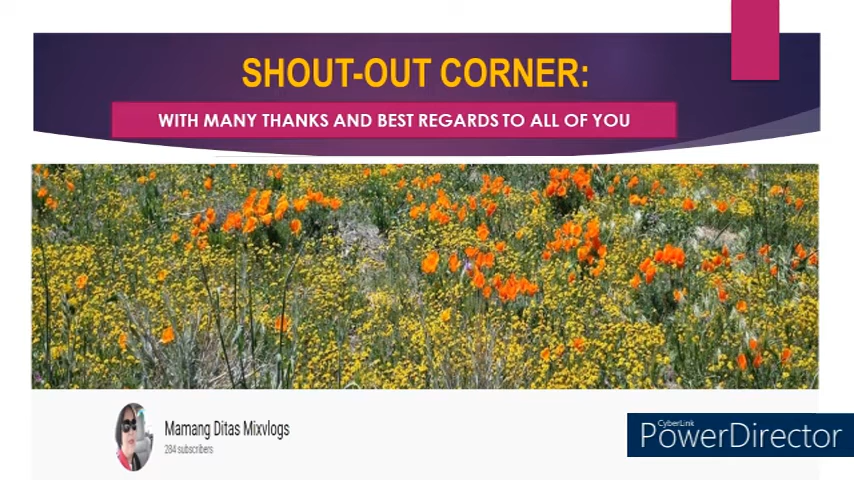 SHOUT-OUT CORNER:
WITH MANY THANKS AND BEST REGARDS TO ALL OF YOU
Mamang Ditas Mixvlogs
284 subscribers
CyberLink
PowerDirector